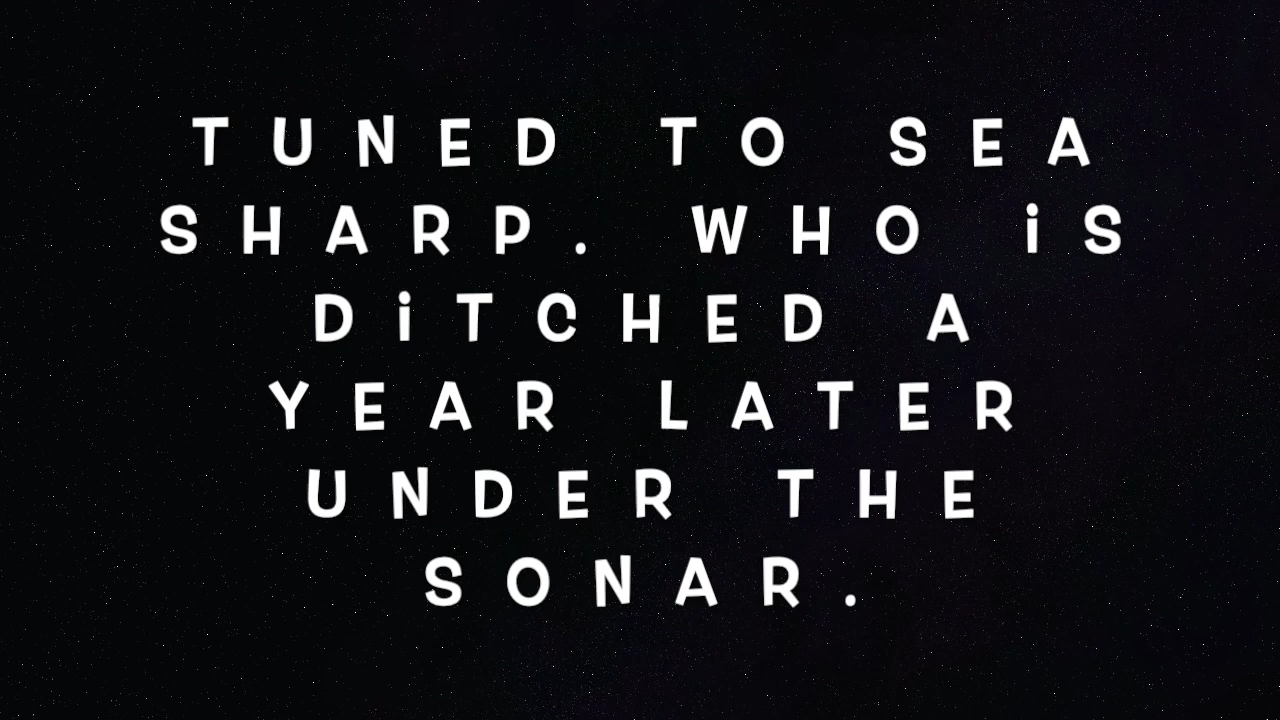 TUNED TO SEA
SHARP. WHO iS
DiTCHED A
YEAR LATER
UNDER THE
SONAR.